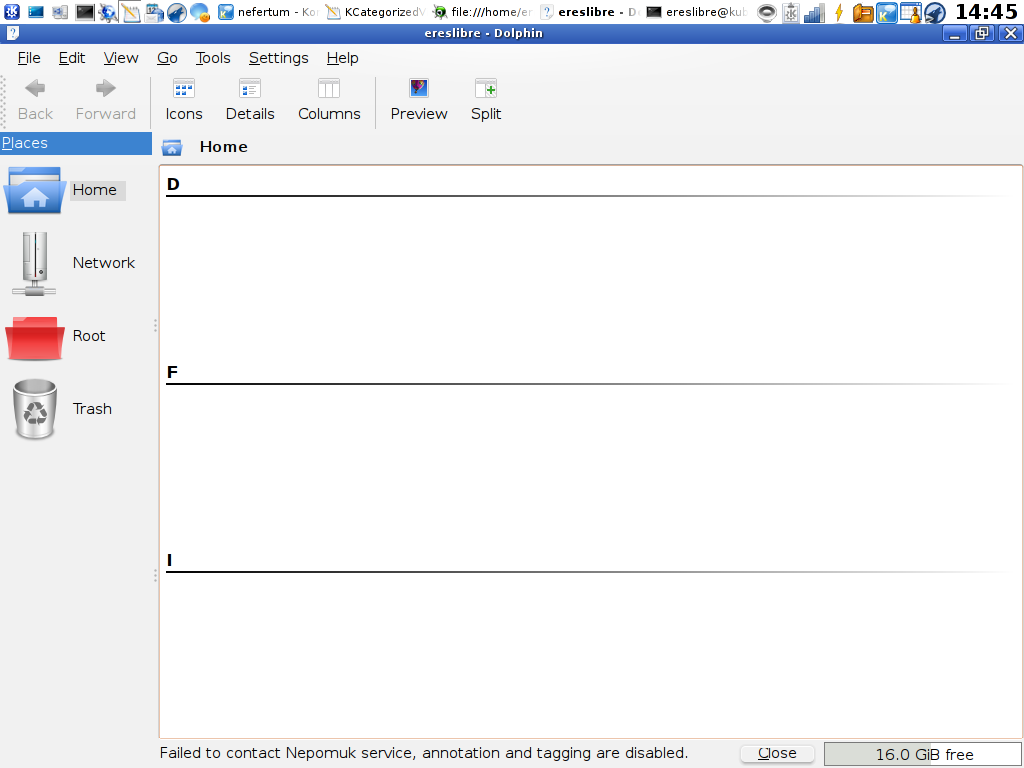 nefertum - Ko
KCategorizedV
file:///home/er
ereslibre - D
ereslibre@kub
14:45
ereslibre - Dolphin
File Edit View Go Tools Settings Help
Back Forward Icons Details Columns Preview Split
Places
Home
Home
Network
Root
Trash
D
F
I
Failed to contact Nepomuk service, annotation and tagging are disabled.
Close
16.0 GiB free